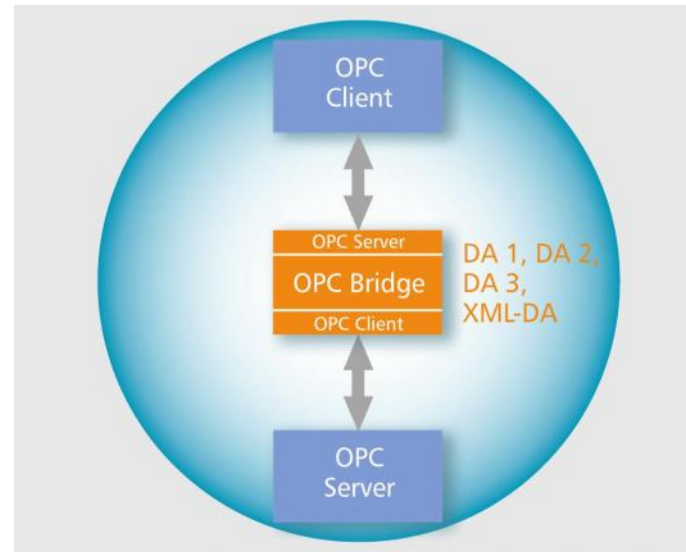 OPC
Client
OPC Server
OPC Bridge
OPC Client
DA 1, DA 2,
DA 3,
XML-DA
OPC
Server